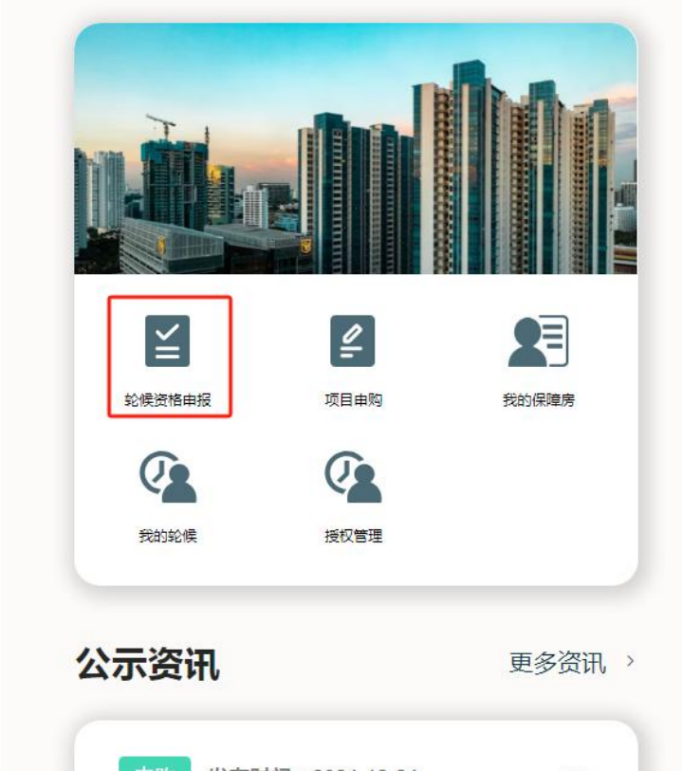 轮候资格申报
项目申购
我的保障房
我的轮候
授权管理
公示资讯
更多资讯